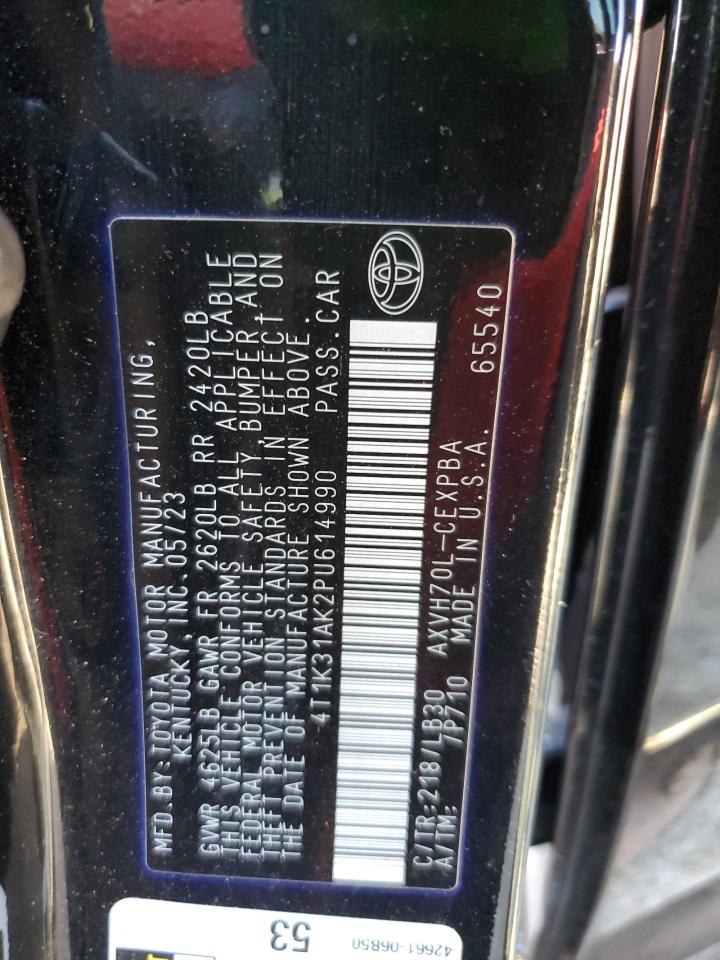 MFD.BY:TOYOTA MOTOR MANUFACTURING,
KENTUCKY, INC.05/23
GVWR 4625LB GAWR FR 2620LB RR 2420LB
THIS VEHICLE CONFORMS TO ALL APPLICABLE
FEDERAL MOTOR VEHICLE SAFETY, BUMPER,AND
THEFT PREVENTION STANDARDS IN EFFECT ON
THE DATE OF MANUFACTURE SHOWN ABOVE.
4T1K31AK2PU614990 PASS.CAR
C/TR:218/LB30 AXVH70L-CEXPBA
A/TM: /P710 MADE IN U.S.A. 65540
53
42661-06850